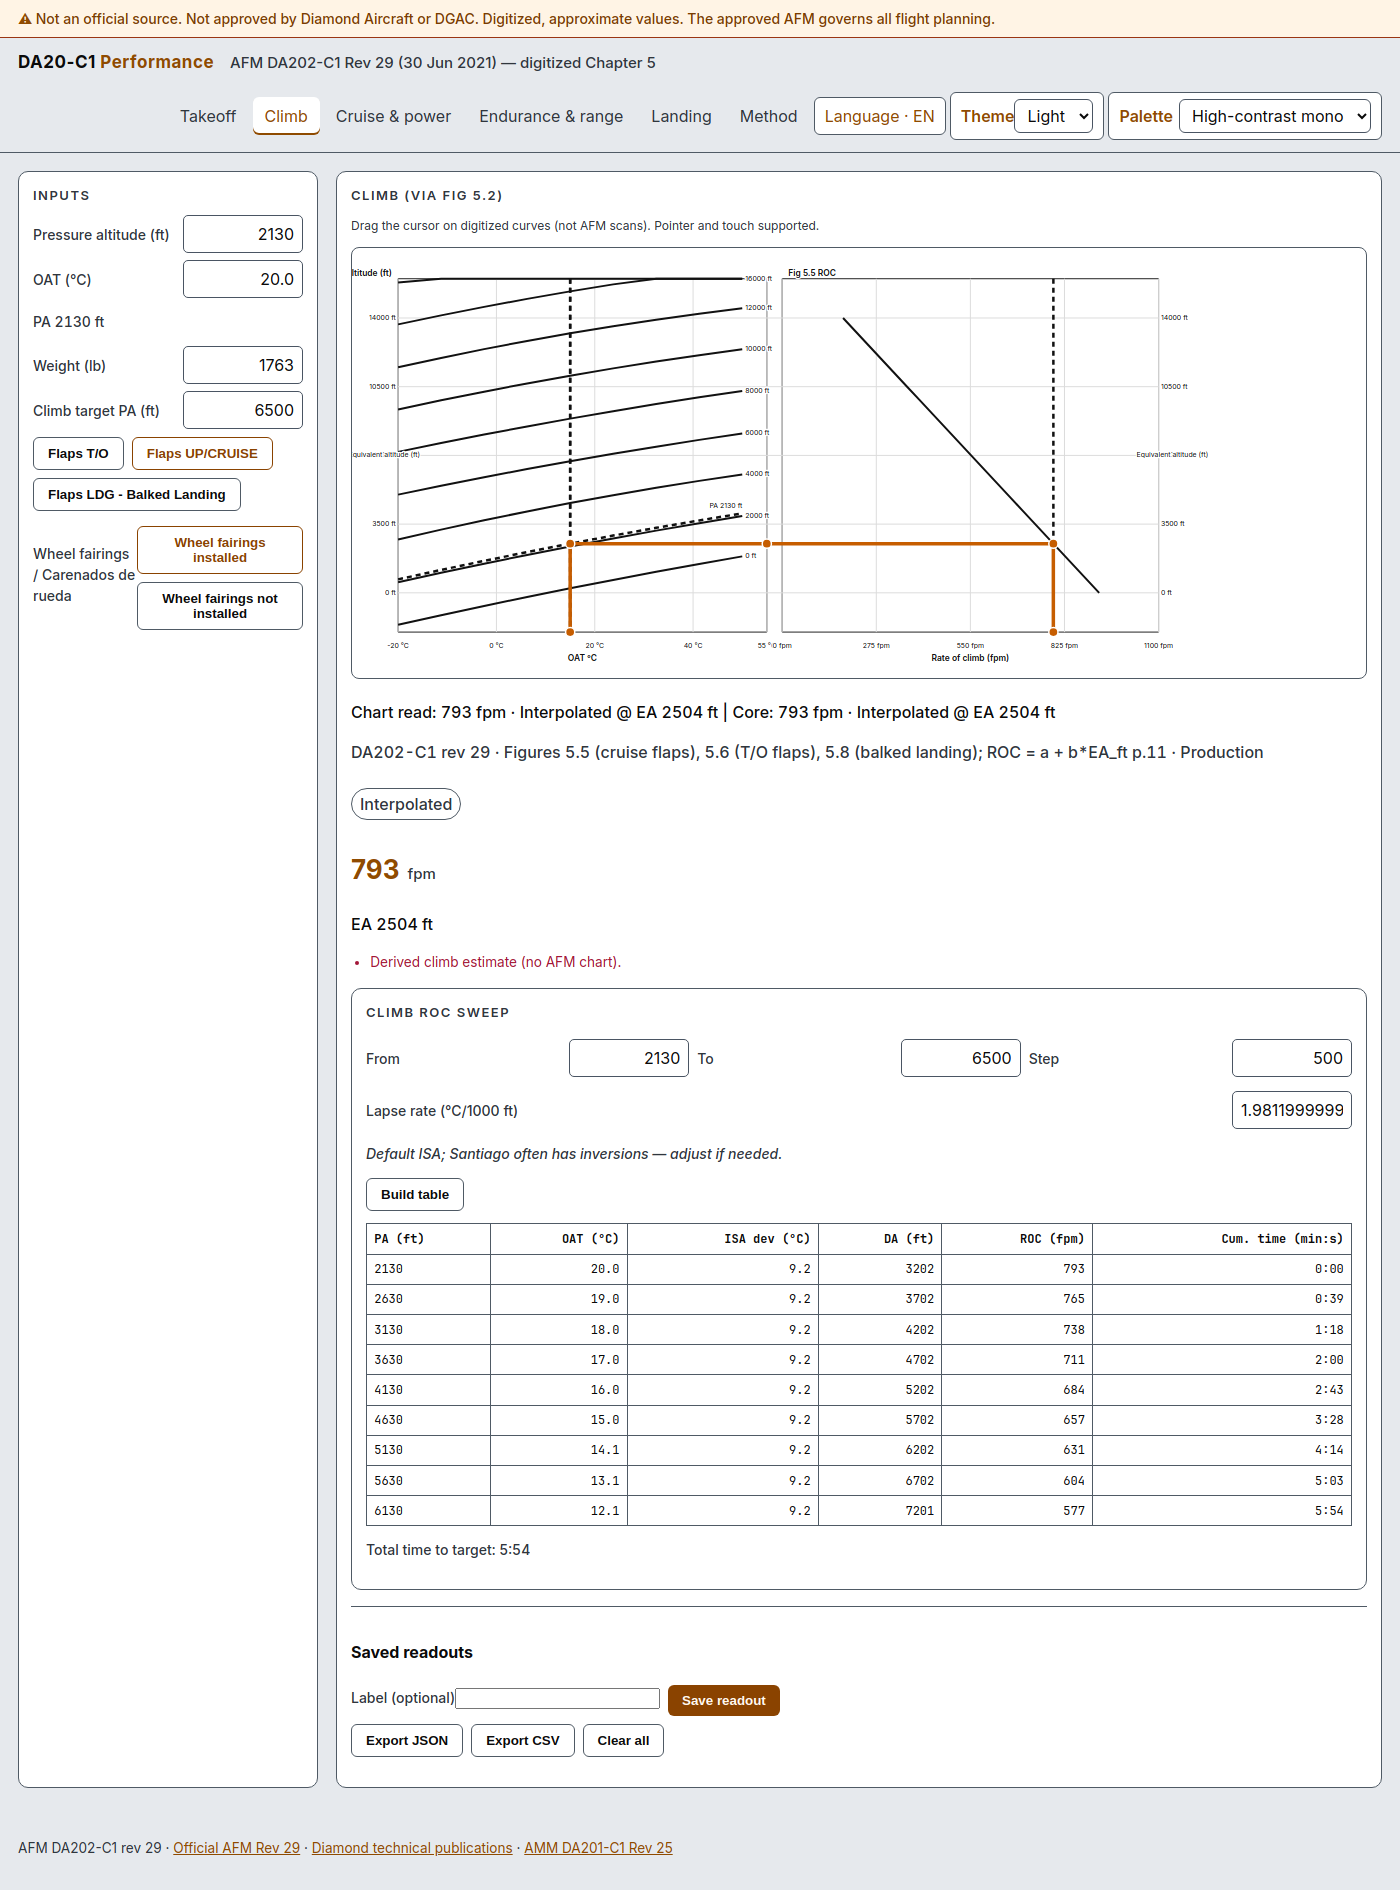 ⚠ Not an official source. Not approved by Diamond Aircraft or DGAC. Digitized, approximate values. The approved AFM governs all flight planning.
DA20-C1 Performance AFM DA202-C1 Rev 29 (30 Jun 2021) — digitized Chapter 5
Takeoff Climb Cruise & power Endurance & range Landing Method Language · EN Theme Light Palette High-contrast mono
INPUTS
Pressure altitude (ft) 2130
OAT (°C) 20.0
PA 2130 ft
Weight (lb) 1763
Climb target PA (ft) 6500
Flaps T/O Flaps UP/CRUISE
Flaps LDG - Balked Landing
Wheel fairings / Carenados de rueda
Wheel fairings installed
Wheel fairings not installed
CLIMB (VIA FIG 5.2)
Drag the cursor on digitized curves (not AFM scans). Pointer and touch supported.
ltitude (ft) Fig 5.5 ROC
16000 ft
12000 ft
14000 ft 14000 ft
10000 ft
10500 ft 10500 ft
8000 ft
6000 ft
quivalent altitude (ft) Equivalent altitude (ft)
4000 ft
PA 2130 ft
2000 ft
3500 ft 3500 ft
0 ft
0 ft 0 ft
-20 °C 0 °C 20 °C 40 °C 55 °0 fpm 275 fpm 550 fpm 825 fpm 1100 fpm
OAT °C Rate of climb (fpm)
Chart read: 793 fpm · Interpolated @ EA 2504 ft | Core: 793 fpm · Interpolated @ EA 2504 ft
DA202-C1 rev 29 · Figures 5.5 (cruise flaps), 5.6 (T/O flaps), 5.8 (balked landing); ROC = a + b*EA_ft p.11 · Production
Interpolated
793 fpm
EA 2504 ft
• Derived climb estimate (no AFM chart).
CLIMB ROC SWEEP
From 2130 To 6500 Step 500
Lapse rate (°C/1000 ft) 1.9811999999
Default ISA; Santiago often has inversions — adjust if needed.
Build table
PA (ft) OAT (°C) ISA dev (°C) DA (ft) ROC (fpm) Cum. time (min:s)
2130 20.0 9.2 3202 793 0:00
2630 19.0 9.2 3702 765 0:39
3130 18.0 9.2 4202 738 1:18
3630 17.0 9.2 4702 711 2:00
4130 16.0 9.2 5202 684 2:43
4630 15.0 9.2 5702 657 3:28
5130 14.1 9.2 6202 631 4:14
5630 13.1 9.2 6702 604 5:03
6130 12.1 9.2 7201 577 5:54
Total time to target: 5:54
Saved readouts
Label (optional) Save readout
Export JSON Export CSV Clear all
AFM DA202-C1 rev 29 · Official AFM Rev 29 · Diamond technical publications · AMM DA201-C1 Rev 25